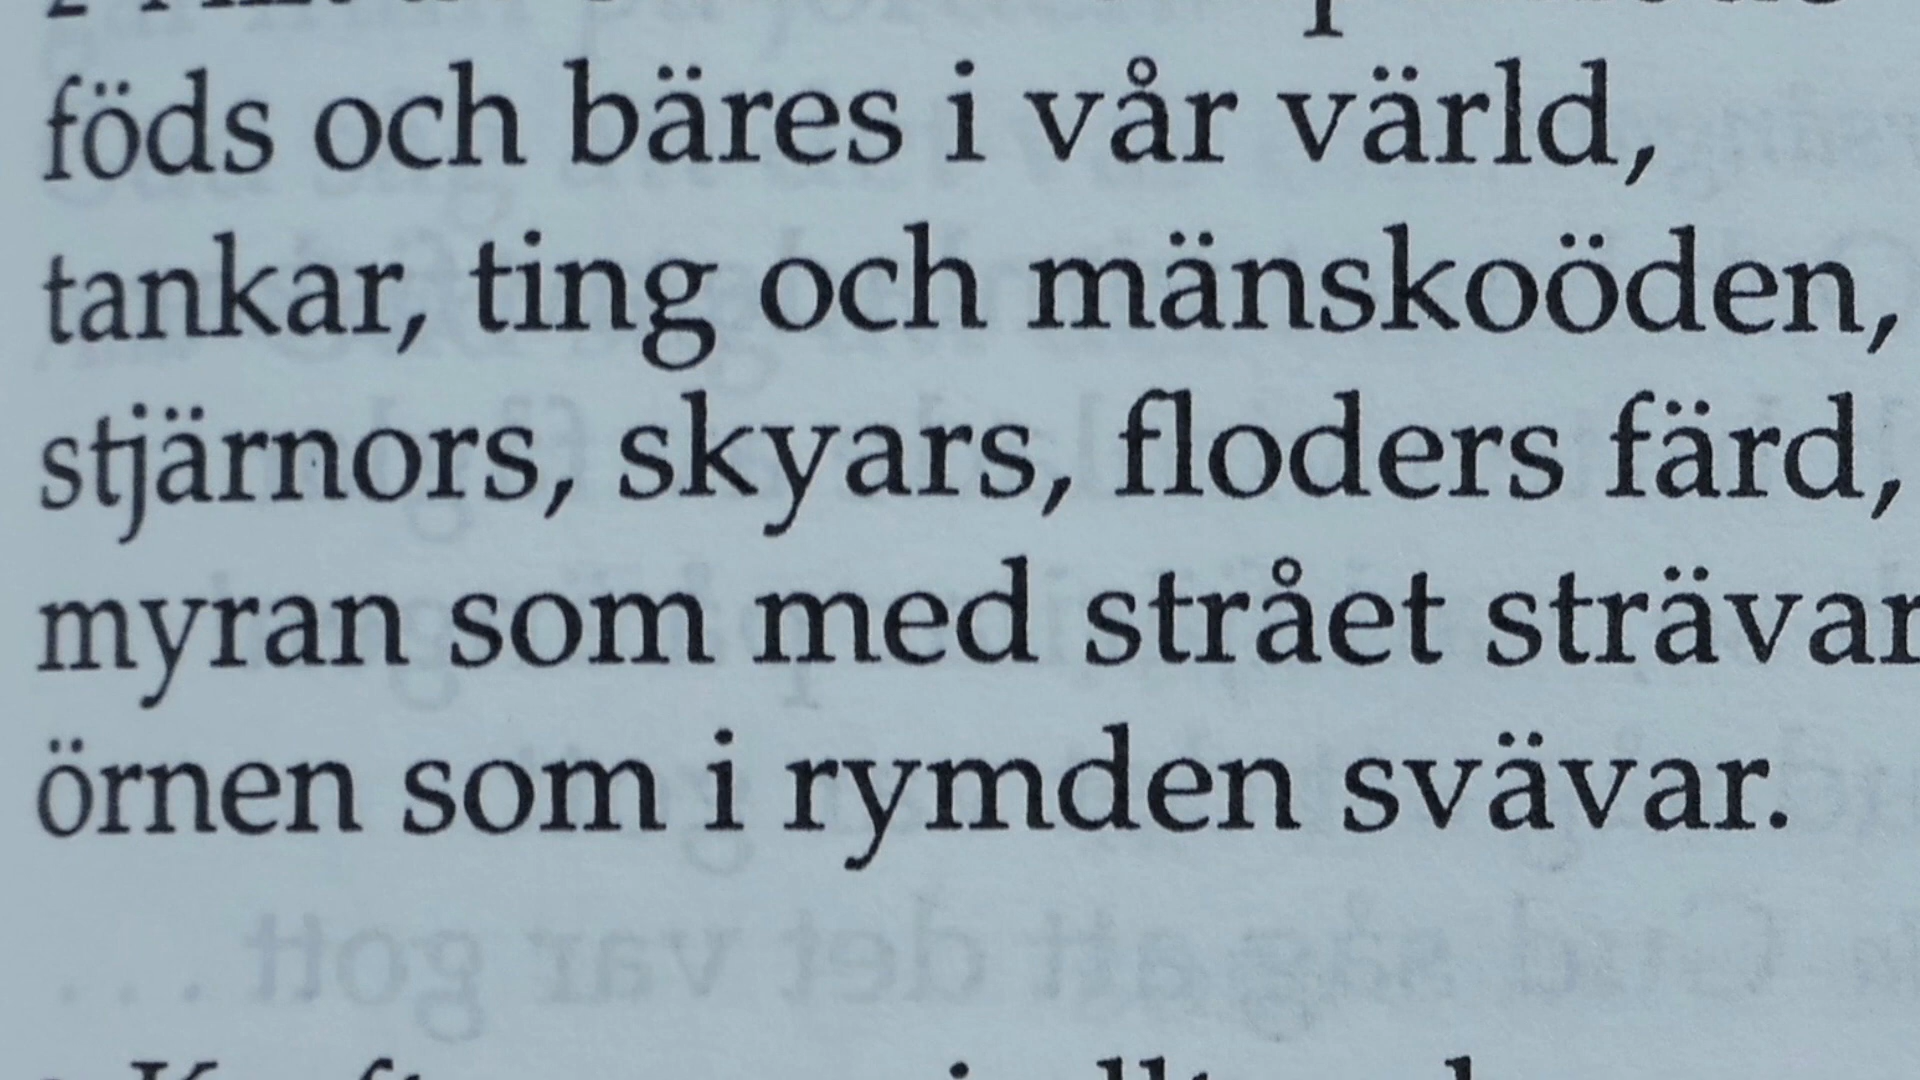 föds och bäres i vår värld,
tankar, ting och mänskoöden,
stjärnors, skyars, floders färd,
myran som med strået strävar
örnen som i rymden svävar.